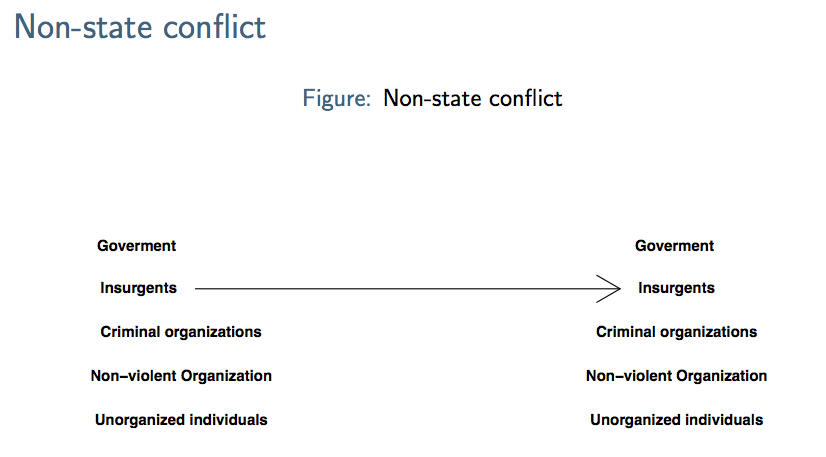 Non-state conflict
Figure: Non-state conflict
Goverment Goverment
Insurgents Insurgents
Criminal organizations Criminal organizations
Non−violent Organization Non−violent Organization
Unorganized individuals Unorganized individuals